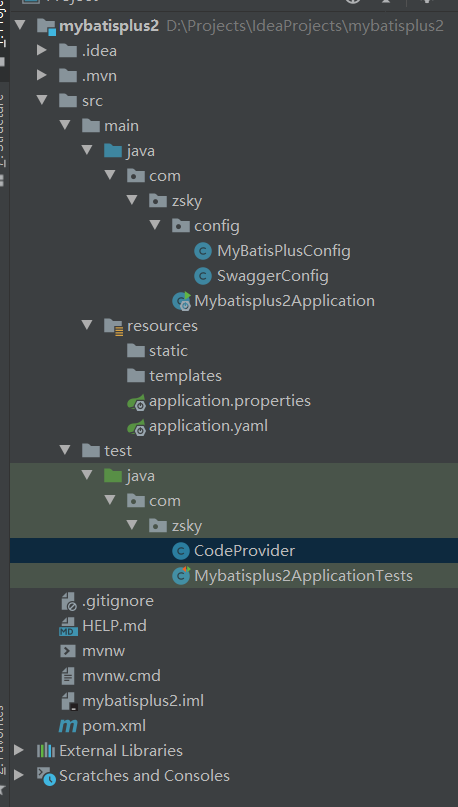 mybatisplus2 D:\Projects\IdeaProjects\mybatisplus2
.idea
.mvn
src
main
java
com
zsky
config
MyBatisPlusConfig
SwaggerConfig
Mybatisplus2Application
resources
static
templates
application.properties
application.yaml
test
java
com
zsky
CodeProvider
Mybatisplus2ApplicationTests
.gitignore
HELP.md
mvnw
mvnw.cmd
mybatisplus2.iml
pom.xml
External Libraries
Scratches and Consoles